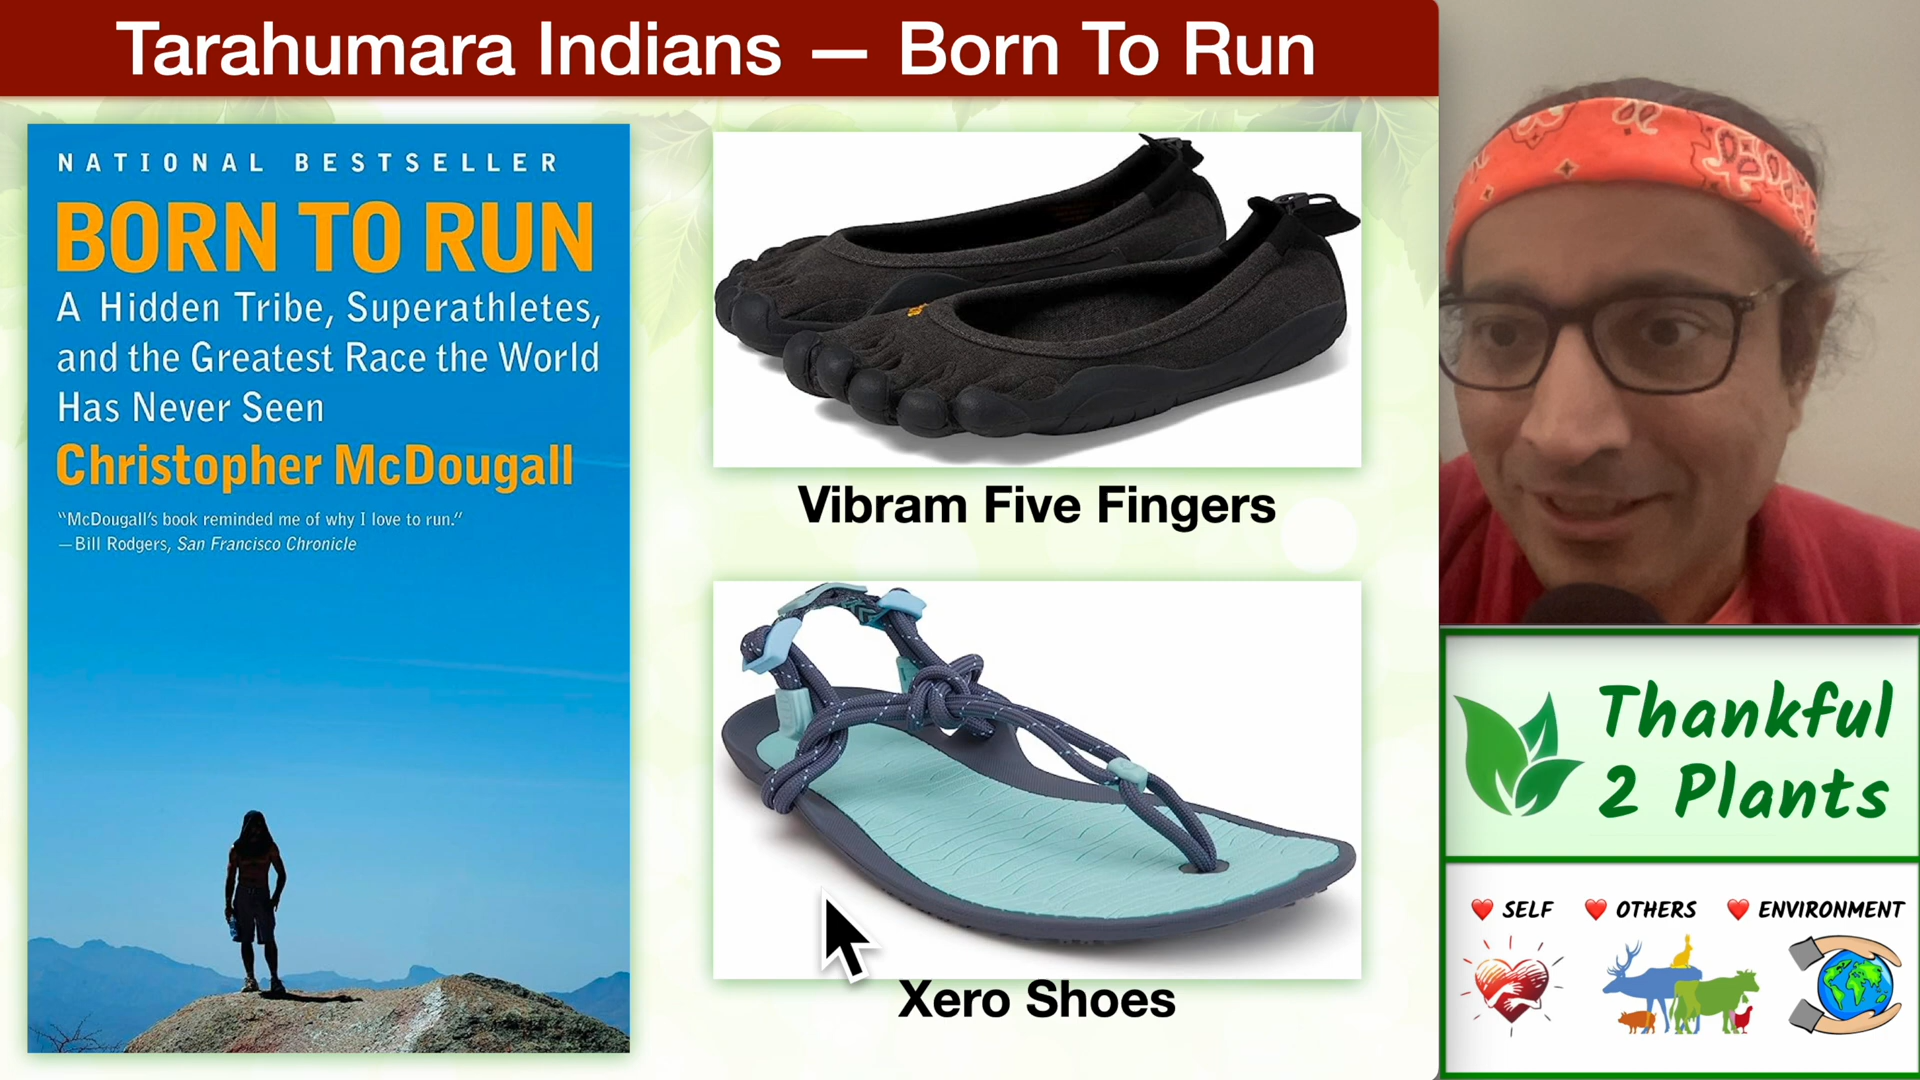 Tarahumara Indians — Born To Run
NATIONAL BESTSELLER
BORN TO RUN
A Hidden Tribe, Superathletes,
and the Greatest Race the World
Has Never Seen
Christopher McDougall
“McDougall’s book reminded me of why I love to run.”
—Bill Rodgers, San Francisco Chronicle
Vibram Five Fingers
Xero Shoes
Thankful
2 Plants
SELF
OTHERS
ENVIRONMENT